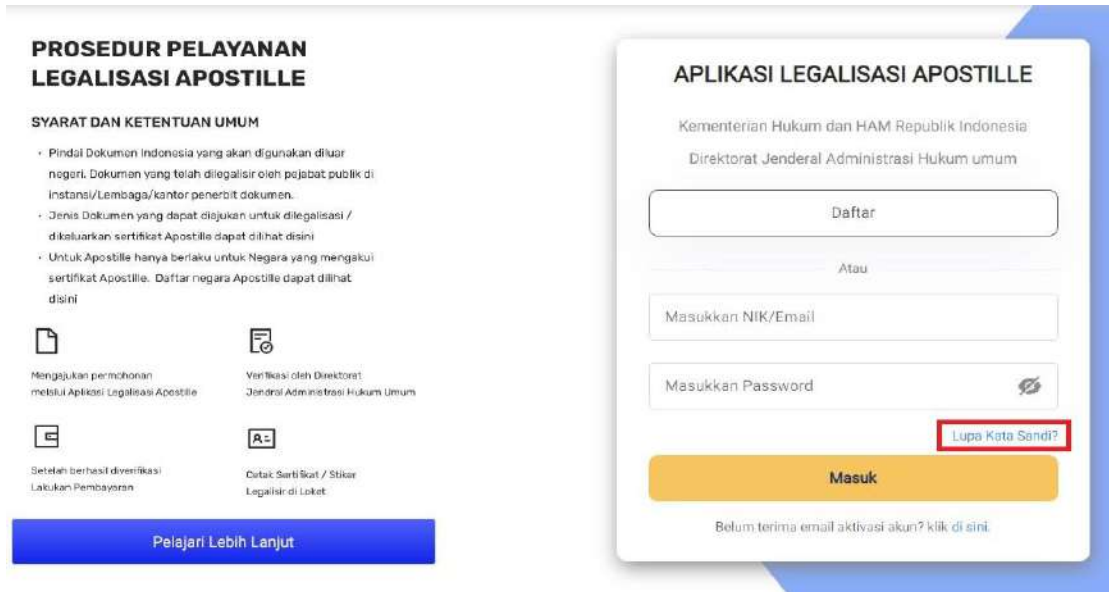 PROSEDUR PELAYANAN
LEGALISASI APOSTILLE
SYARAT DAN KETENTUAN UMUM
• Pindai Dokumen Indonesia yang akan digunakan diluar
negeri. Dokumen yang telah dilegalisir oleh pejabat publik di
instansi/Lembaga/kantor penerbit dokumen.
• Jenis Dokumen yang dapat diajukan untuk dilegalisasi /
dikeluarkan sertifikat Apostille dapat dilihat disini
• Untuk Apostille hanya berlaku untuk Negara yang mengakui
sertifikat Apostille. Daftar negara Apostille dapat dilihat
disini
Mengajukan permohonan
melalui Aplikasi Legalisasi Apostille
Verifikasi oleh Direktorat
Jendral Administrasi Hukum Umum
Setelah berhasil diverifikasi
Lakukan Pembayaran
Cetak Sertifikat / Stiker
Legalisir di Loket
Pelajari Lebih Lanjut
APLIKASI LEGALISASI APOSTILLE
Kementerian Hukum dan HAM Republik Indonesia
Direktorat Jenderal Administrasi Hukum umum
Daftar
Atau
Masukkan NIK/Email
Masukkan Password
Lupa Kata Sandi?
Masuk
Belum terima email aktivasi akun? klik di sini.